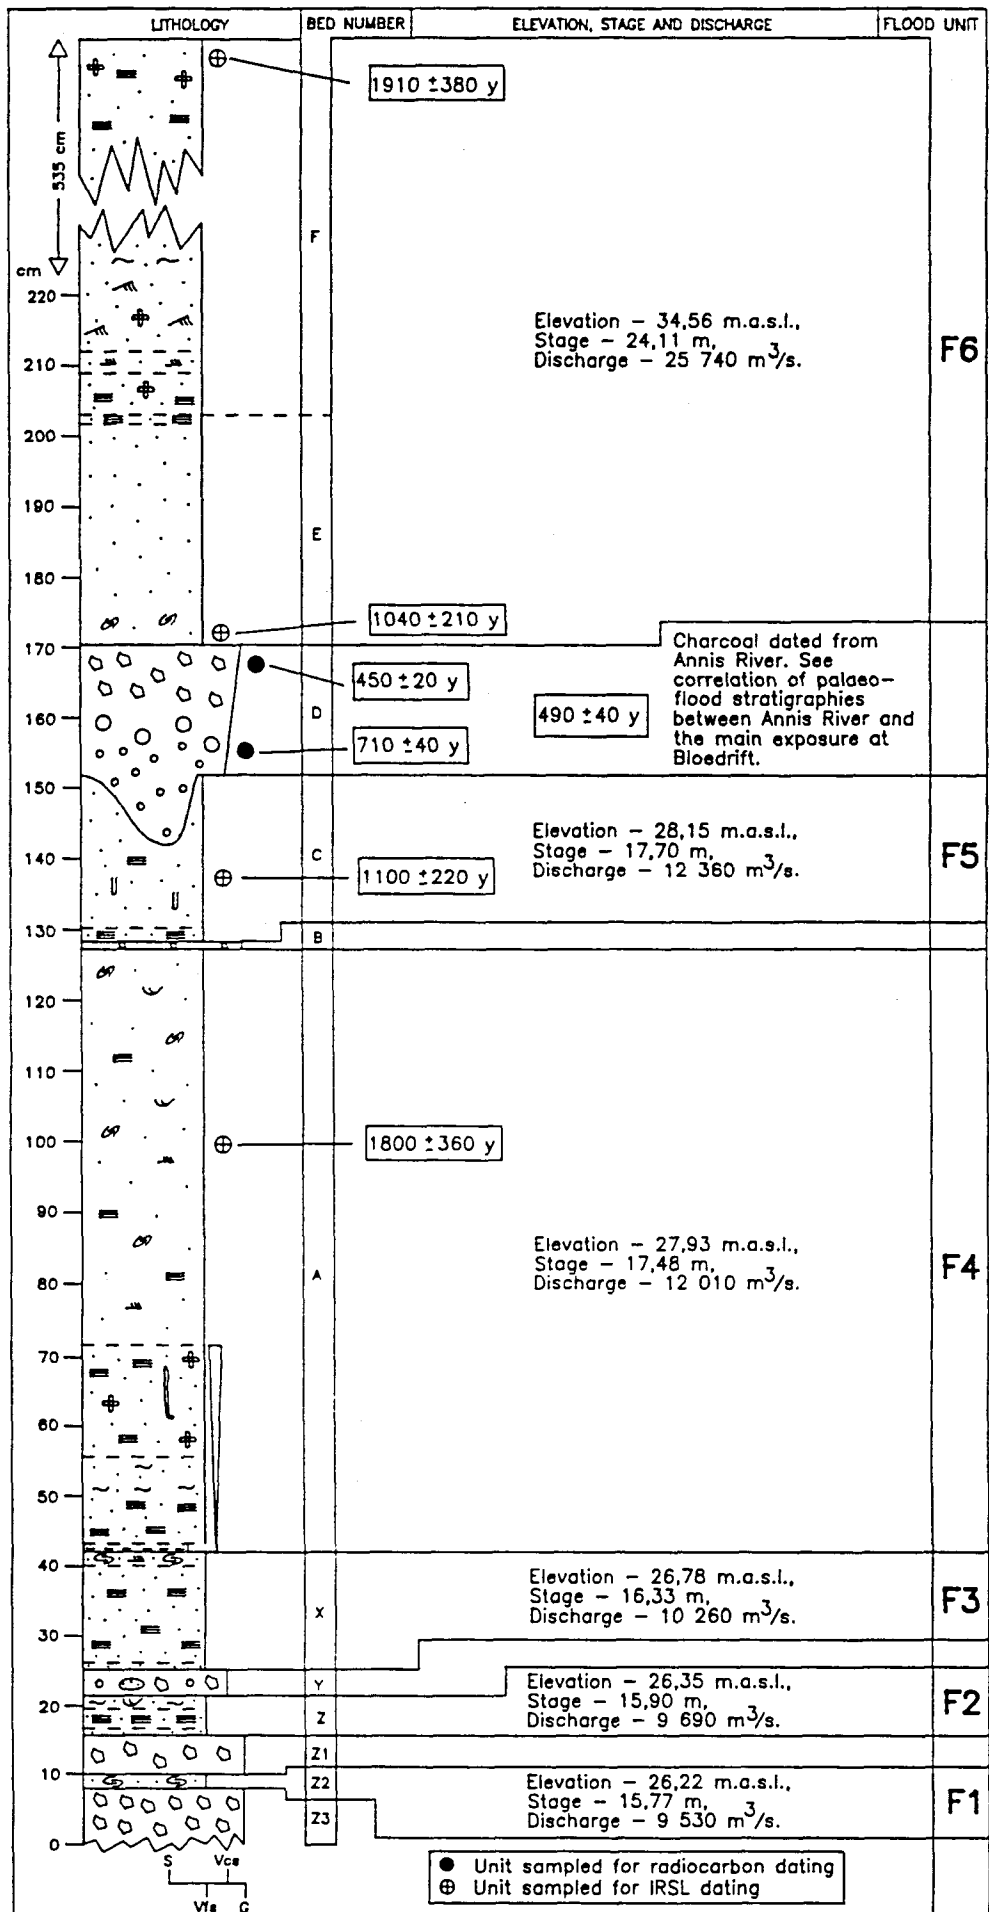 LITHOLOGY
BED NUMBER
ELEVATION, STAGE AND DISCHARGE
FLOOD UNIT
535 cm
1910 ± 380 y
F
cm
220
210
200
190
180
170
160
150
140
130
120
110
100
90
80
70
60
50
40
30
20
10
0
Elevation – 34,56 m.a.s.l.,
Stage – 24,11 m,
Discharge – 25 740 m³/s.
F6
E
1040 ± 210 y
450 ± 20 y
D
710 ± 40 y
490 ± 40 y
Charcoal dated from
Annis River. See
correlation of palaeo-
flood stratigraphies
between Annis River and
the main exposure at
Bloedrift.
Elevation – 28,15 m.a.s.l.,
Stage – 17,70 m,
Discharge – 12 360 m³/s.
F5
C
1100 ± 220 y
B
1800 ± 360 y
Elevation – 27,93 m.a.s.l.,
Stage – 17,48 m,
Discharge – 12 010 m³/s.
F4
A
Elevation – 26,78 m.a.s.l.,
Stage – 16,33 m,
Discharge – 10 260 m³/s.
F3
X
Y
Elevation – 26,35 m.a.s.l.,
Stage – 15,90 m,
Discharge – 9 690 m³/s.
F2
Z
Z1
Z2
Elevation – 26,22 m.a.s.l.,
Stage – 15,77 m,
Discharge – 9 530 m³/s.
F1
Z3
S
Vcs
Vfs
G
Unit sampled for radiocarbon dating
Unit sampled for IRSL dating